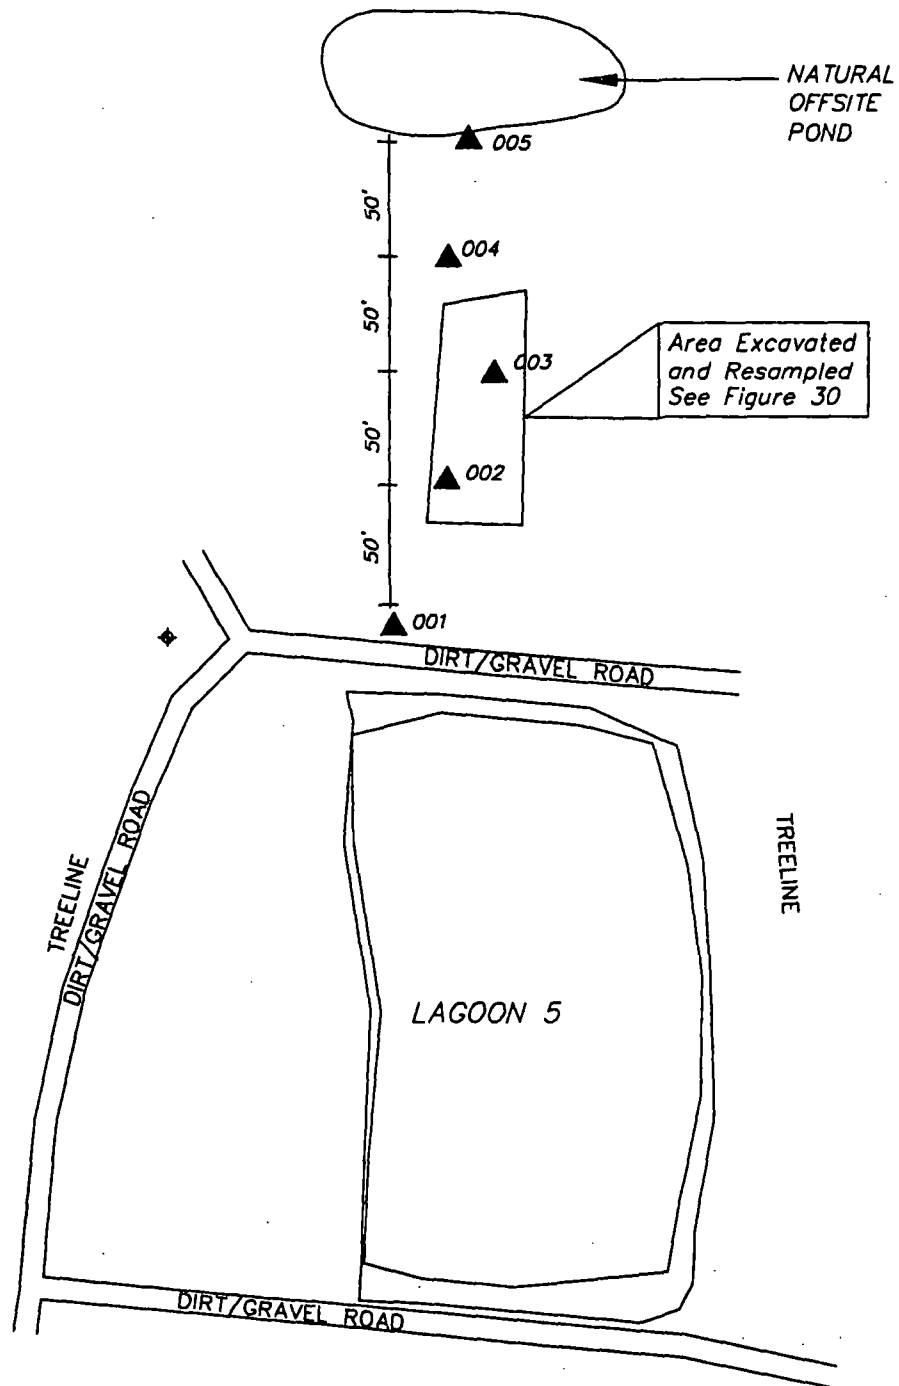 NATURAL
OFFSITE
POND
005
50'
004
50'
003
Area Excavated
and Resampled
See Figure 30
50'
002
50'
001
DIRT/GRAVEL ROAD
TREELINE
DIRT/GRAVEL ROAD
TREELINE
LAGOON 5
DIRT/GRAVEL ROAD